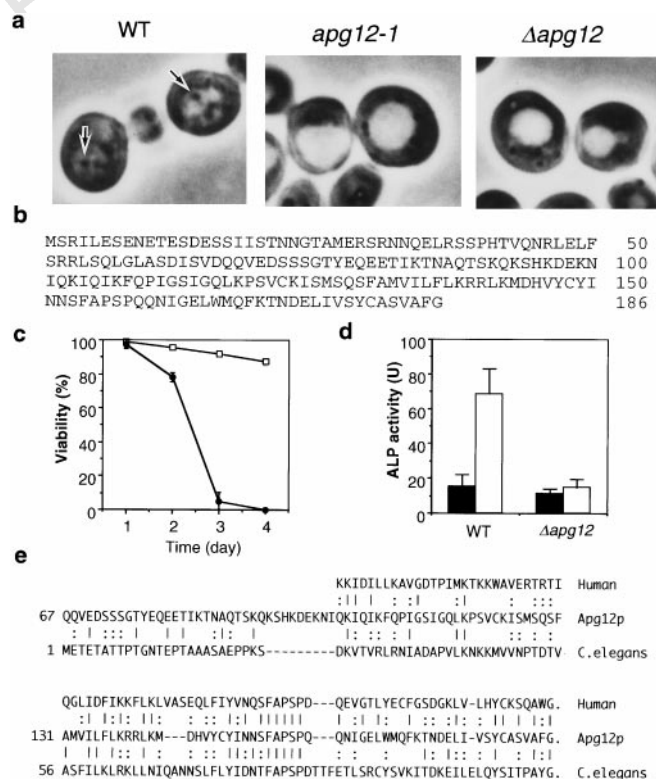 a
WT
apg12-1
Δapg12
b
MSRILESENETESDESSIISTNNGTAMERSRNNQELRSSPHTVQNRLELF 50
SRRLSQLGLASDISVDQQVEDSSSGTYEQEETIKTNAQTSKQKSHKDEKN 100
IQKIQIKFQPIGSIGQLKPSVCKISMSQSFAMVILFLKRRLKMDHVYCYI 150
NNSFAPSPQQNIGELWMQFKTNDELIVSYCASVAFG 186
c
d
Viability (%)
100
80
60
40
20
0
1 2 3 4
Time (day)
ALP activity (U)
100
80
60
40
20
0
WT Δapg12
e
KKIDILLKAVGDTPIMKTKKWAVERTRTI Human
67 QQVEDSSSGTYEQEETIKTNAQTSKQKSHKDEKNIQKIQIKFQPIGSIGQLKPSVCKISMSQSF Apg12p
1 METETATTPTGNTEPTAAASAEPPKS---------DKVTVRLRNIADAPVLKNKKMVVNPTDTV C.elegans
QGLIDFIKKFLKLVASEQLFIYVNQSFAPSPD---QEVGTLYECFGSDGKLV-LHYCKSQAWG. Human
131 AMVILFLKRRLKM---DHVYCYINNSFAPSPQ---QNIGELWMQFKTNDELI-VSYCASVAFG. Apg12p
56 ASFILKLRKLLNIQANNSLFLYIDNTFAPSPDTTFETLSRCYSVKITDKEILELQYSITPAYG. C.elegans